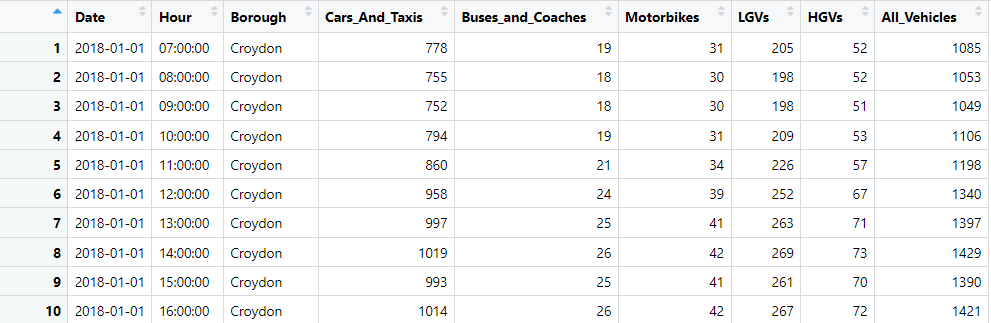 Date Hour Borough Cars_And_Taxis Buses_and_Coaches Motorbikes LGVs HGVs All_Vehicles
1 2018-01-01 07:00:00 Croydon 778 19 31 205 52 1085
2 2018-01-01 08:00:00 Croydon 755 18 30 198 52 1053
3 2018-01-01 09:00:00 Croydon 752 18 30 198 51 1049
4 2018-01-01 10:00:00 Croydon 794 19 31 209 53 1106
5 2018-01-01 11:00:00 Croydon 860 21 34 226 57 1198
6 2018-01-01 12:00:00 Croydon 958 24 39 252 67 1340
7 2018-01-01 13:00:00 Croydon 997 25 41 263 71 1397
8 2018-01-01 14:00:00 Croydon 1019 26 42 269 73 1429
9 2018-01-01 15:00:00 Croydon 993 25 41 261 70 1390
10 2018-01-01 16:00:00 Croydon 1014 26 42 267 72 1421